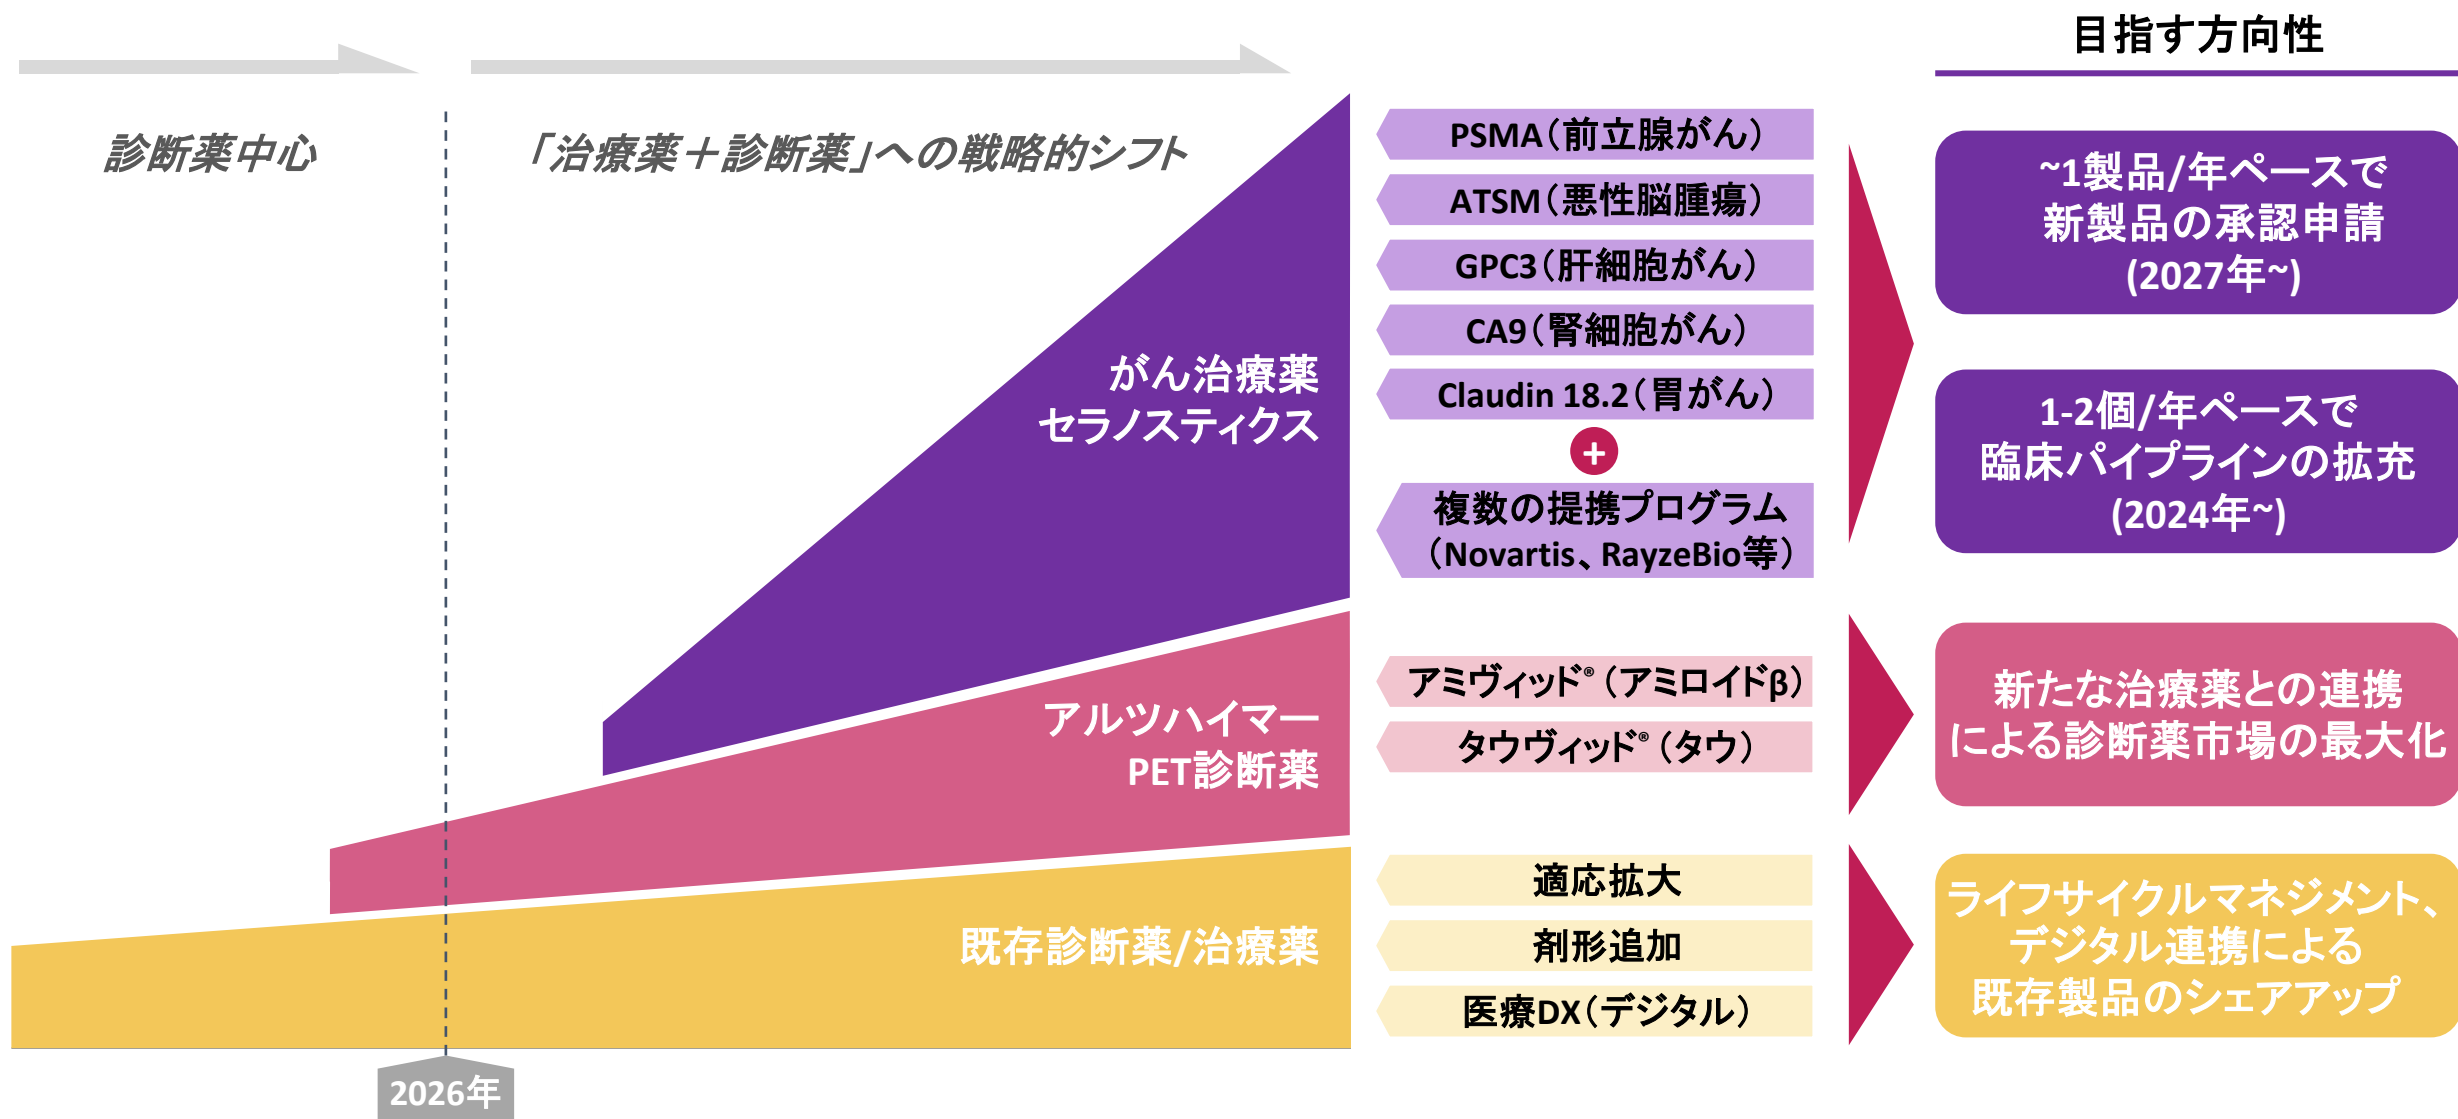 目指す方向性
診断薬中心
「治療薬＋診断薬」への戦略的シフト
がん治療薬
セラノスティクス
PSMA（前立腺がん）
ATSM（悪性脳腫瘍）
GPC3（肝細胞がん）
CA9（腎細胞がん）
Claudin 18.2（胃がん）
+
複数の提携プログラム
（Novartis、RayzeBio等）
~1製品/年ペースで
新製品の承認申請
(2027年~)
1-2個/年ペースで
臨床パイプラインの拡充
(2024年~)
アルツハイマー
PET診断薬
アミヴィッド®（アミロイドβ）
タウヴィッド®（タウ）
新たな治療薬との連携
による診断薬市場の最大化
既存診断薬/治療薬
適応拡大
剤形追加
医療DX（デジタル）
ライフサイクルマネジメント、
デジタル連携による
既存製品のシェアアップ
2026年